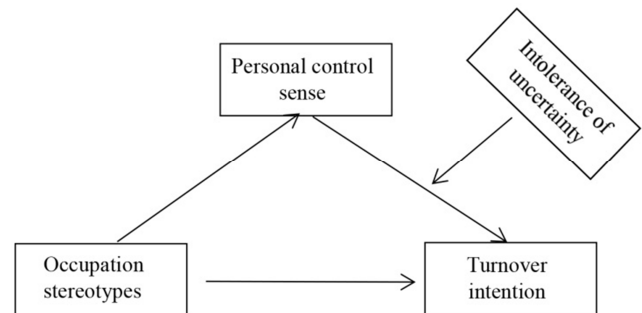 Personal control
sense
Intolerance of
uncertainty
Occupation
stereotypes
Turnover
intention